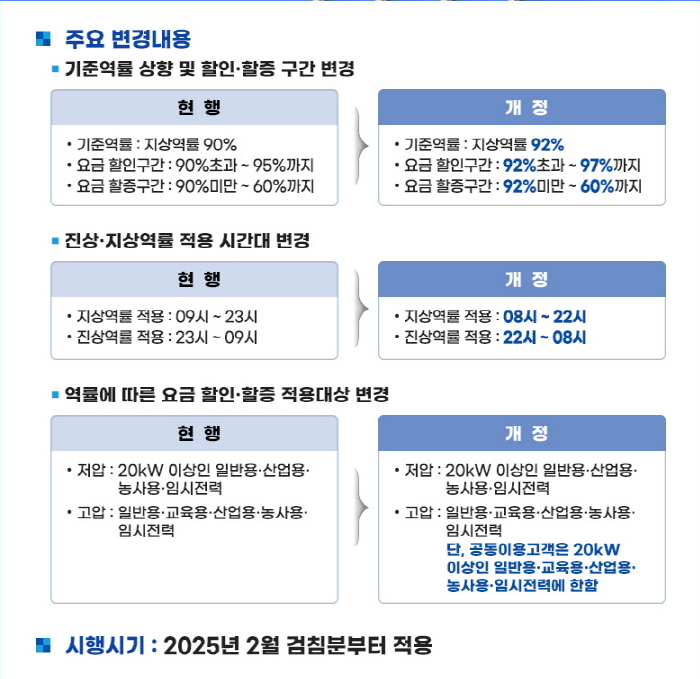 주요 변경내용
기준역률 상향 및 할인·할증 구간 변경
현 행
• 기준역률 : 지상역률 90%
• 요금 할인구간 : 90%초과 ~ 95%까지
• 요금 할증구간 : 90%미만 ~ 60%까지
개 정
• 기준역률 : 지상역률 92%
• 요금 할인구간 : 92%초과 ~ 97%까지
• 요금 할증구간 : 92%미만 ~ 60%까지
진상·지상역률 적용 시간대 변경
현 행
• 지상역률 적용 : 09시 ~ 23시
• 진상역률 적용 : 23시 ~ 09시
개 정
• 지상역률 적용 : 08시 ~ 22시
• 진상역률 적용 : 22시 ~ 08시
역률에 따른 요금 할인·할증 적용대상 변경
현 행
• 저압 : 20kW 이상인 일반용·산업용·
농사용·임시전력
• 고압 : 일반용·교육용·산업용·농사용·
임시전력
개 정
• 저압 : 20kW 이상인 일반용·산업용·
농사용·임시전력
• 고압 : 일반용·교육용·산업용·농사용·
임시전력
단, 공동이용고객은 20kW
이상인 일반용·교육용·산업용·
농사용·임시전력에 한함
시행시기 : 2025년 2월 검침분부터 적용